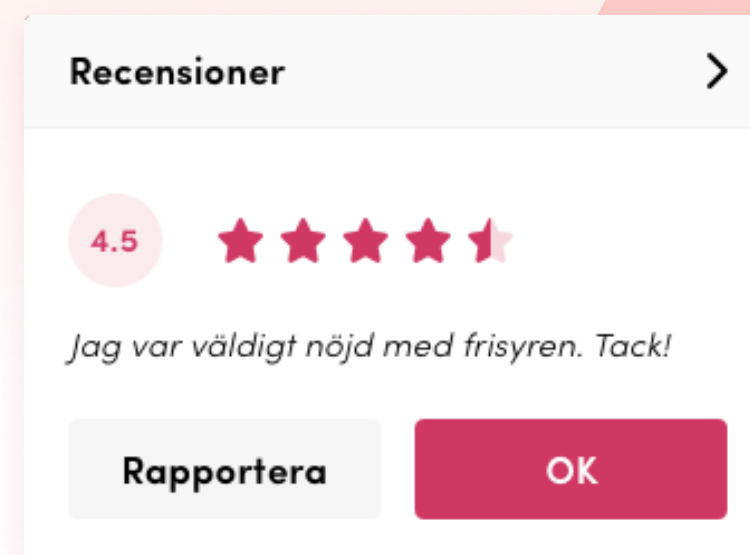 Recensioner
4.5
Jag var väldigt nöjd med frisyren. Tack!
Rapportera
OK